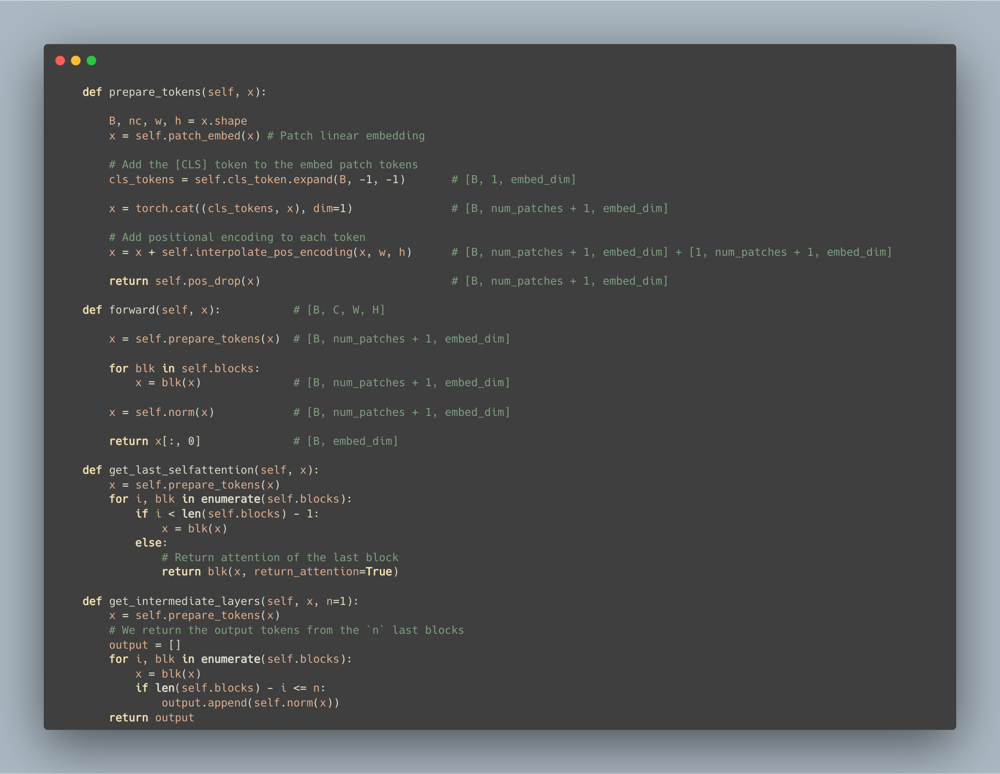 def prepare_tokens(self, x):
B, nc, w, h = x.shape
x = self.patch_embed(x) # Patch linear embedding
# Add the [CLS] token to the embed patch tokens
cls_tokens = self.cls_token.expand(B, -1, -1) # [B, 1, embed_dim]
x = torch.cat((cls_tokens, x), dim=1) # [B, num_patches + 1, embed_dim]
# Add positional encoding to each token
x = x + self.interpolate_pos_encoding(x, w, h) # [B, num_patches + 1, embed_dim] + [1, num_patches + 1, embed_dim]
return self.pos_drop(x) # [B, num_patches + 1, embed_dim]
def forward(self, x): # [B, C, W, H]
x = self.prepare_tokens(x) # [B, num_patches + 1, embed_dim]
for blk in self.blocks:
x = blk(x) # [B, num_patches + 1, embed_dim]
x = self.norm(x) # [B, num_patches + 1, embed_dim]
return x[:, 0] # [B, embed_dim]
def get_last_selfattention(self, x):
x = self.prepare_tokens(x)
for i, blk in enumerate(self.blocks):
if i < len(self.blocks) - 1:
x = blk(x)
else:
# Return attention of the last block
return blk(x, return_attention=True)
def get_intermediate_layers(self, x, n=1):
x = self.prepare_tokens(x)
# We return the output tokens from the `n` last blocks
output = []
for i, blk in enumerate(self.blocks):
x = blk(x)
if len(self.blocks) - i <= n:
output.append(self.norm(x))
return output